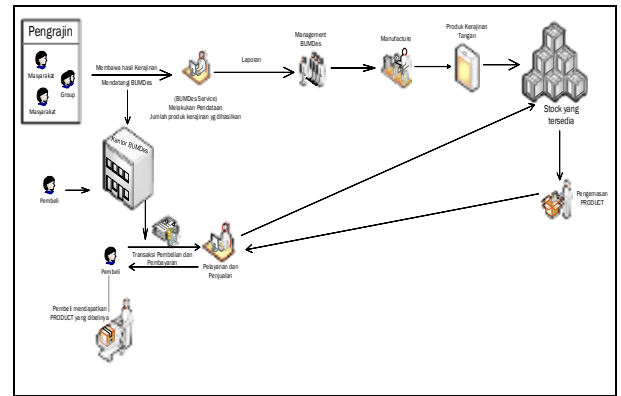 Pengrajin
Masyarakat
Group
Masyarakat
Membawa hasil Kerajinan
Mendatang BUMDes
(BUMDes Service)
Melakukan Pendataan
Jumlah produk kerajinan yg dihasilkan
Laporan
Management
BUMDes
Manufacture
Produk Kerajinan
Tangan
Stock yang
tersedia
Kantor BUMDes
Pembeli
Pengemasan
PRODUCT
Pembeli
Transaksi Pembelian dan
Pembayaran
Pelayanan dan
Penjualan
Pembeli mendapatkan
PRODUCT yang dibelinya